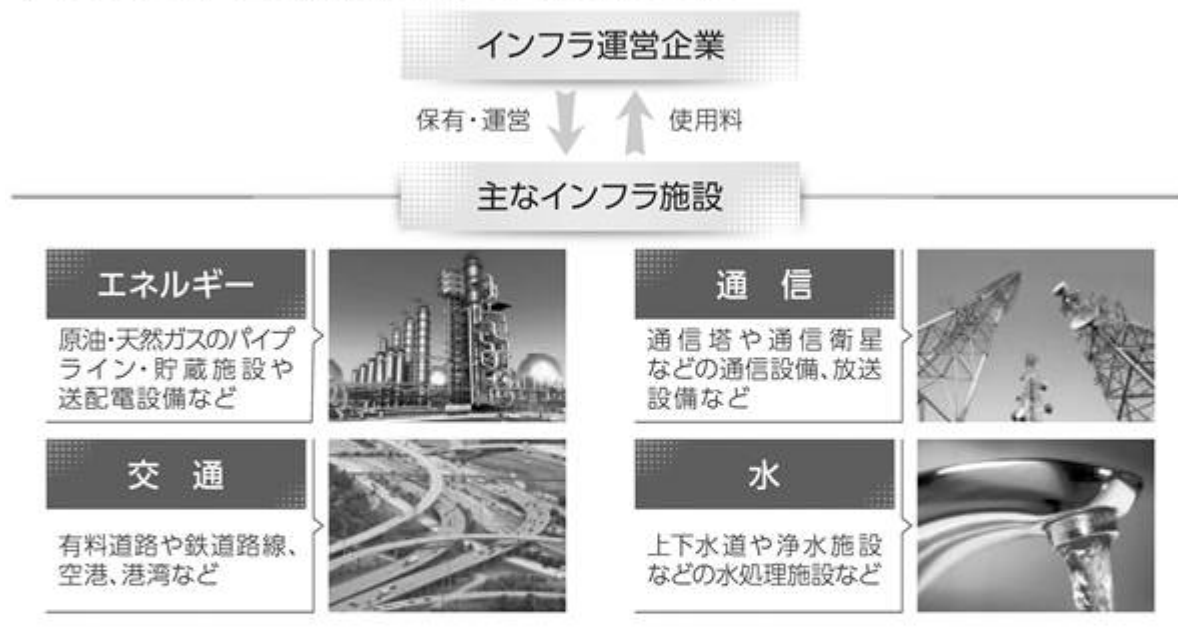 インフラ運営企業
保有・運営
使用料
主なインフラ施設
エネルギー
原油・天然ガスのパイプ
ライン・貯蔵施設や
送配電設備など
通 信
通信塔や通信衛星
などの通信設備、放送
設備など
交 通
有料道路や鉄道路線、
空港、港湾など
水
上下水道や浄水施設
などの水処理施設など